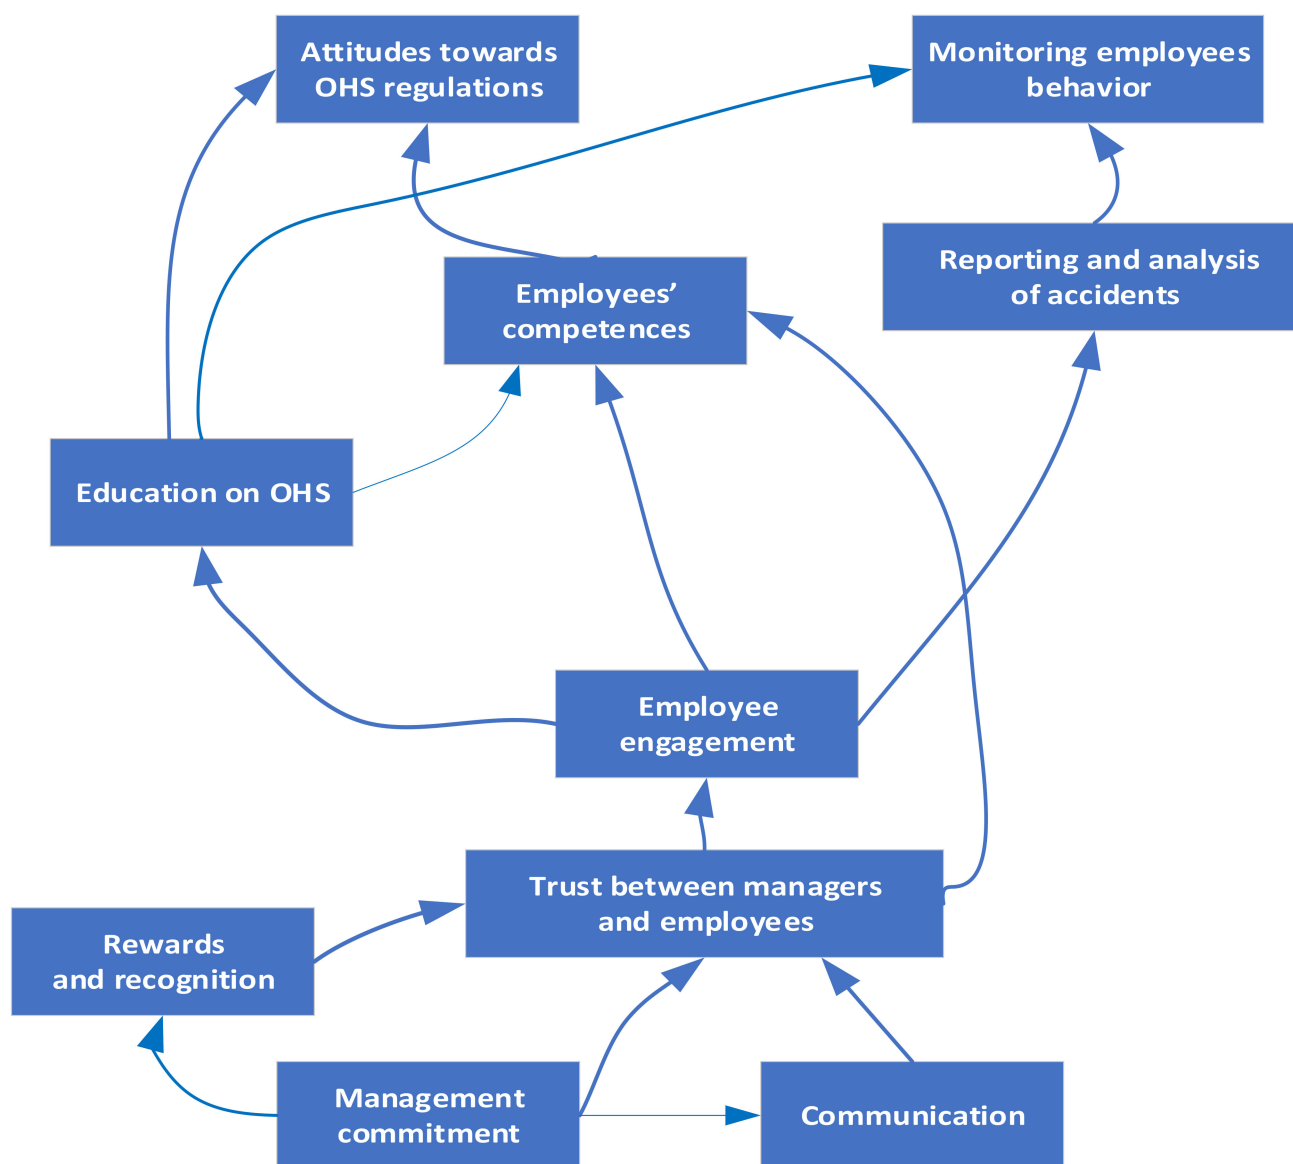 Attitudes towards
OHS regulations
Monitoring employees
behavior
Reporting and analysis
of accidents
Employees’
competences
Education on OHS
Employee
engagement
Trust between managers
and employees
Rewards
and recognition
Management
commitment
Communication